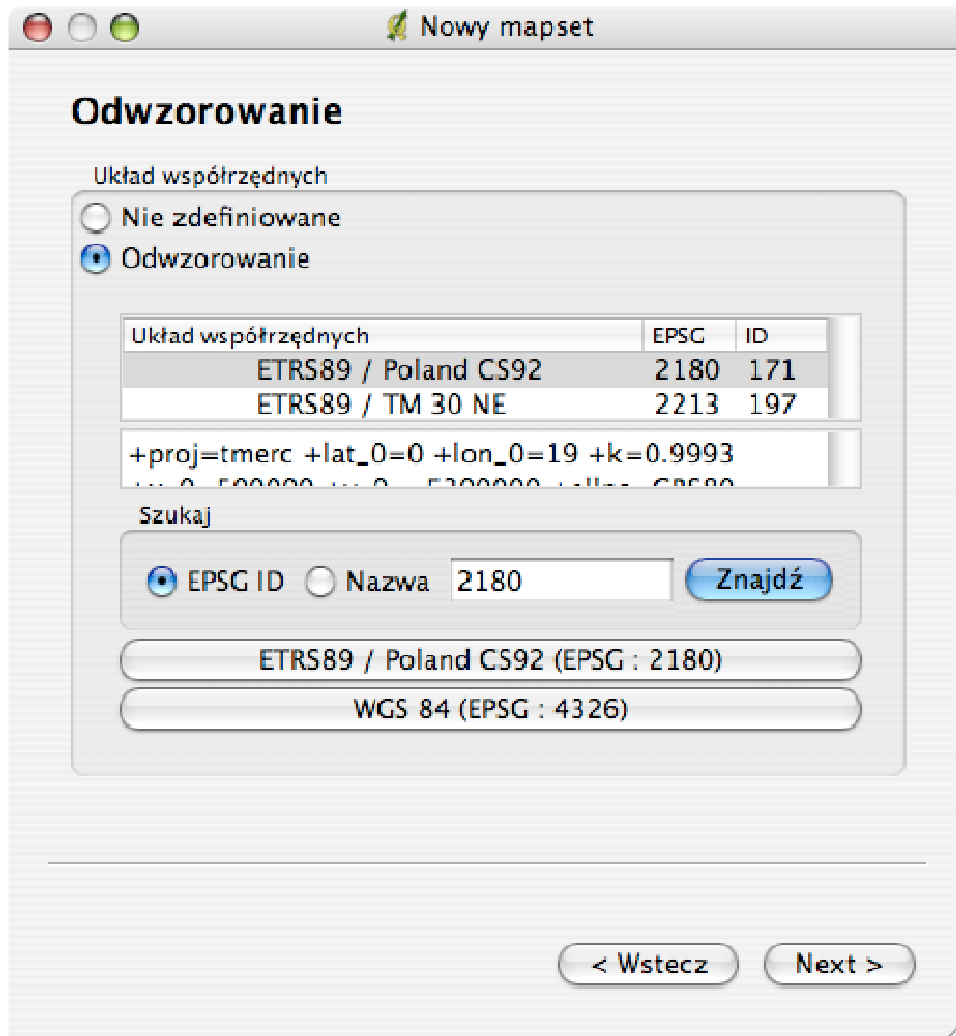 Nowy mapset
Odwzorowanie
Układ współrzędnych
Nie zdefiniowane
Odwzorowanie
Układ współrzędnych EPSG ID
ETRS89 / Poland CS92 2180 171
ETRS89 / TM 30 NE 2213 197
+proj=tmerc +lat_0=0 +lon_0=19 +k=0.9993
Szukaj
EPSG ID Nazwa 2180 Znajdź
ETRS89 / Poland CS92 (EPSG : 2180)
WGS 84 (EPSG : 4326)
< Wstecz Next >